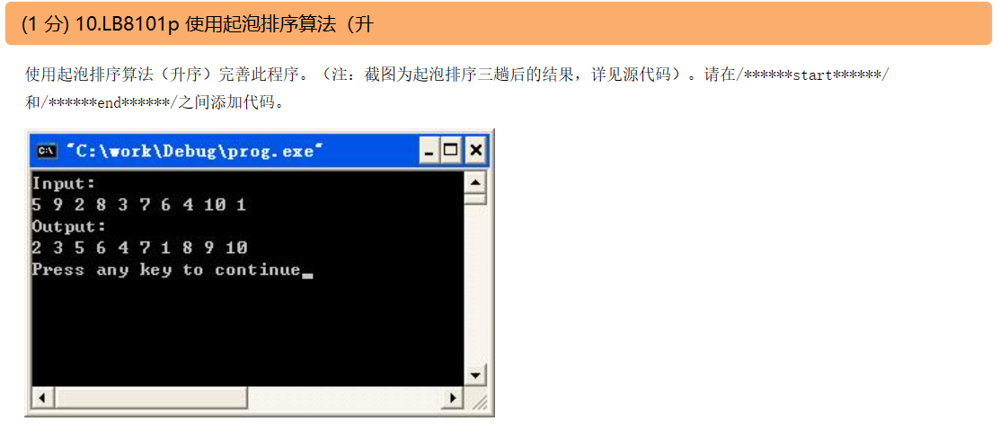 (1 分) 10.LB8101p 使用起泡排序算法（升
使用起泡排序算法（升序）完善此程序。（注：截图为起泡排序三趟后的结果，详见源代码）。请在/******start******/
和/******end******/之间添加代码。
"C:\work\Debug\prog.exe"
Input:
5 9 2 8 3 7 6 4 10 1
Output:
2 3 5 6 4 7 1 8 9 10
Press any key to continue